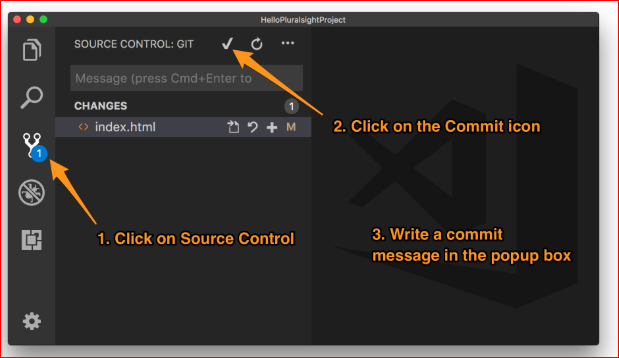 HelloPluralsightProject
SOURCE CONTROL: GIT
Message (press Cmd+Enter to
CHANGES
1
index.html
M
1
2. Click on the Commit icon
1. Click on Source Control
3. Write a commit
message in the popup box